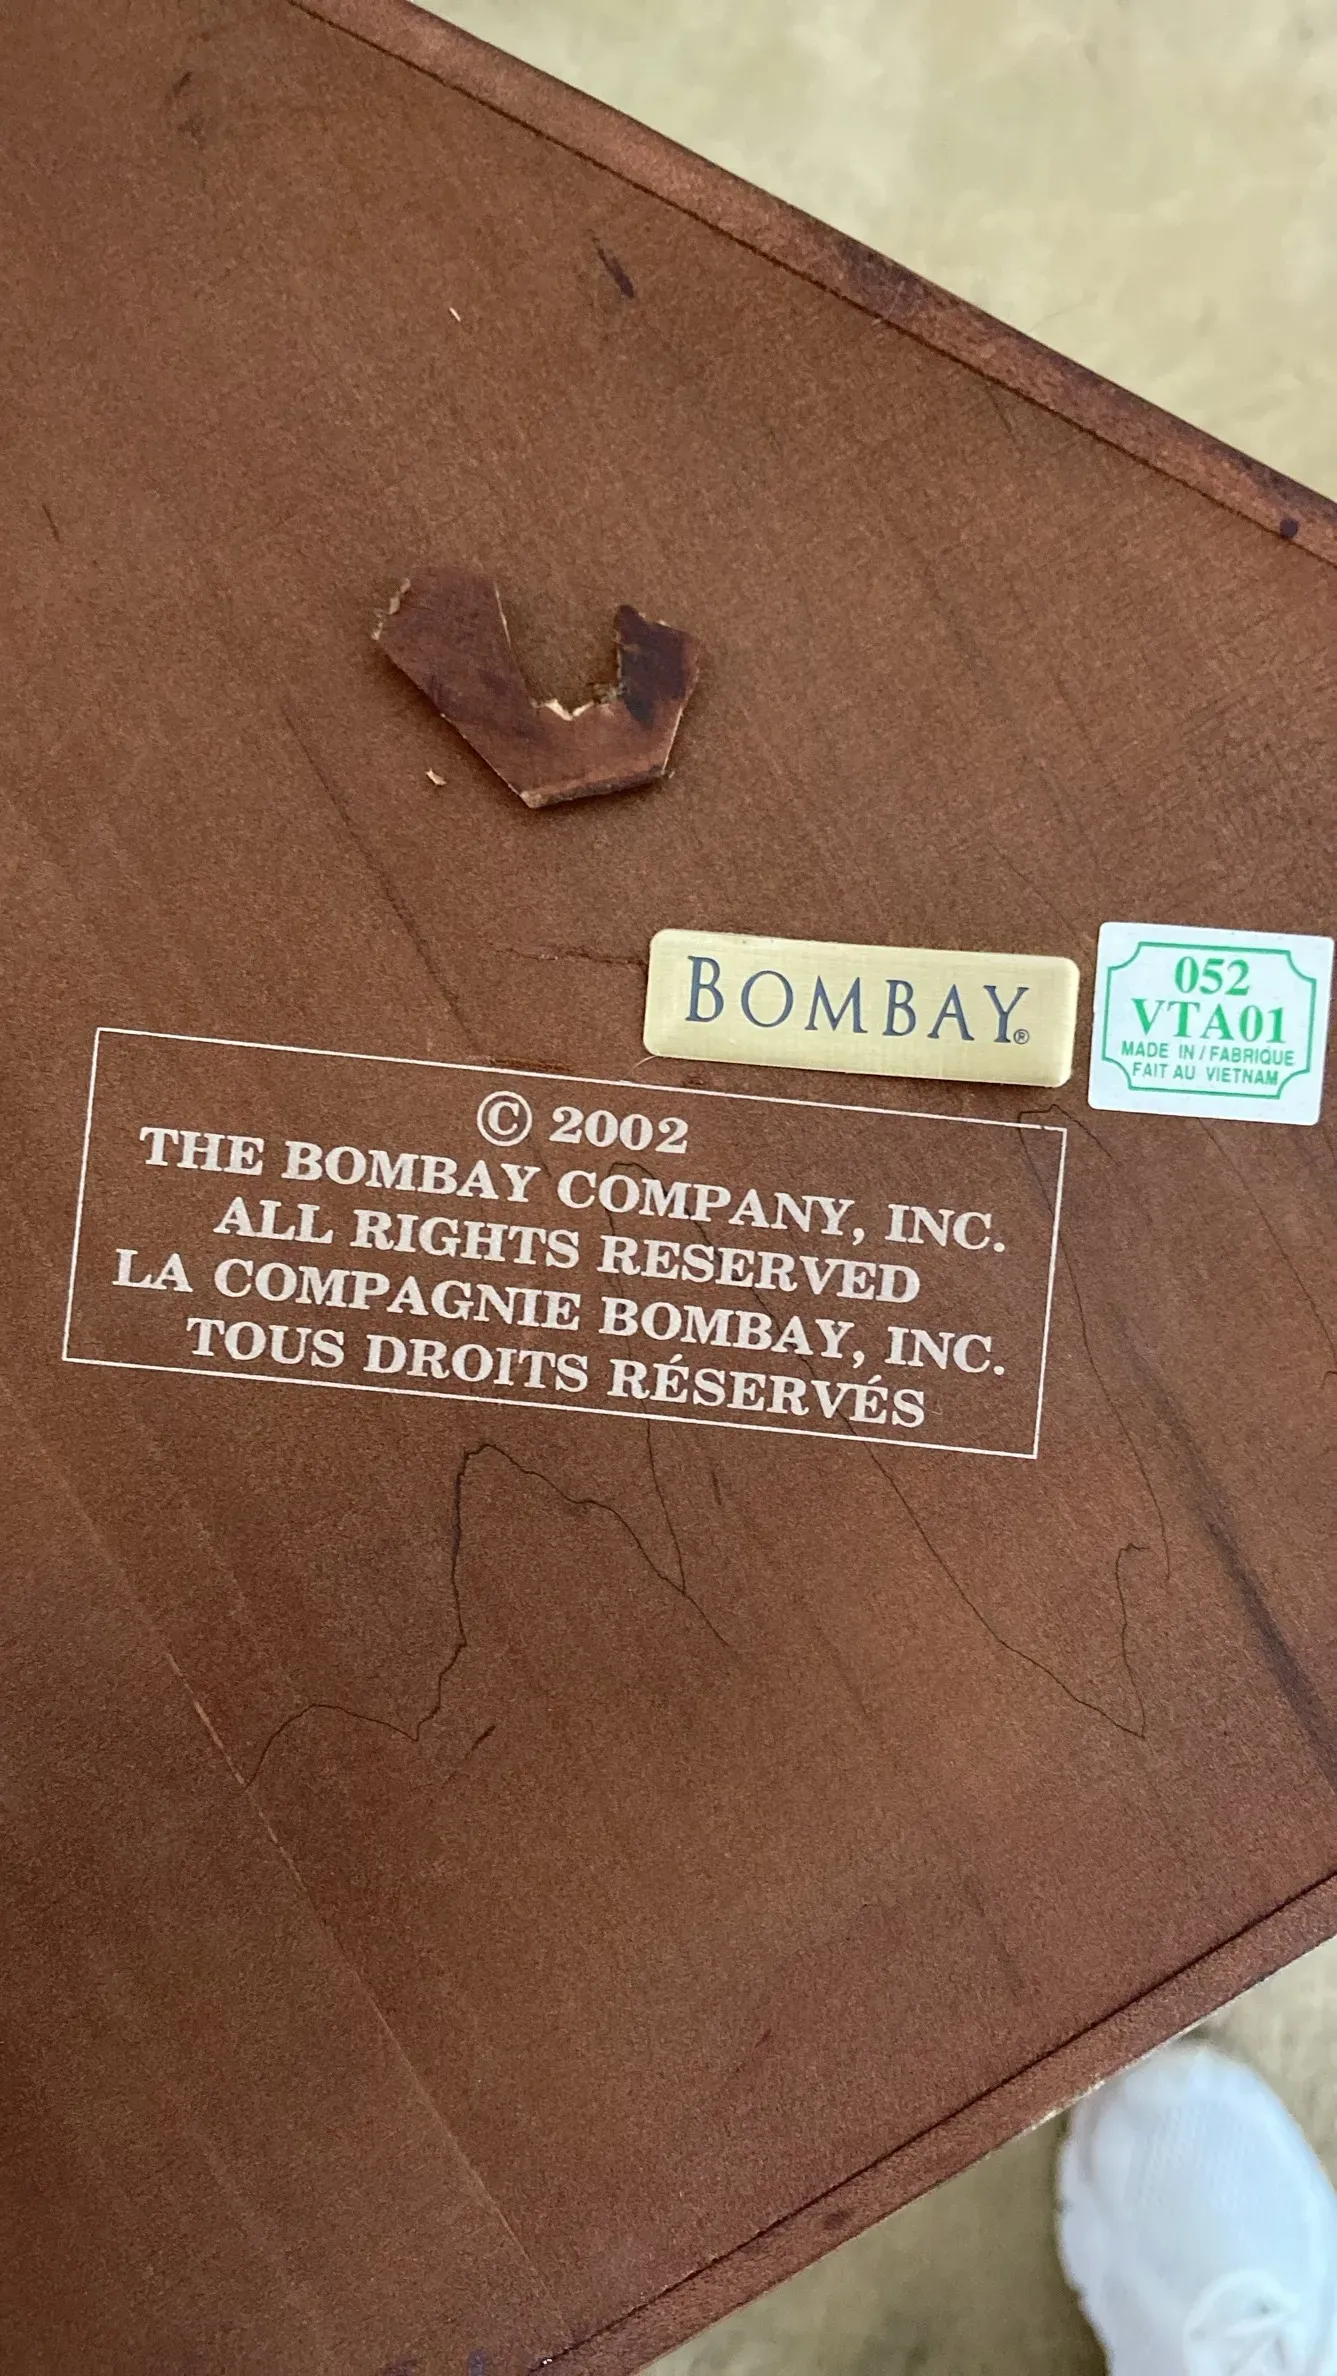 BOMBAY®
052
VTA01
MADE IN / FABRIQUE
FAIT AU VIETNAM
© 2002
THE BOMBAY COMPANY, INC.
ALL RIGHTS RESERVED
LA COMPAGNIE BOMBAY, INC.
TOUS DROITS RÉSERVÉS